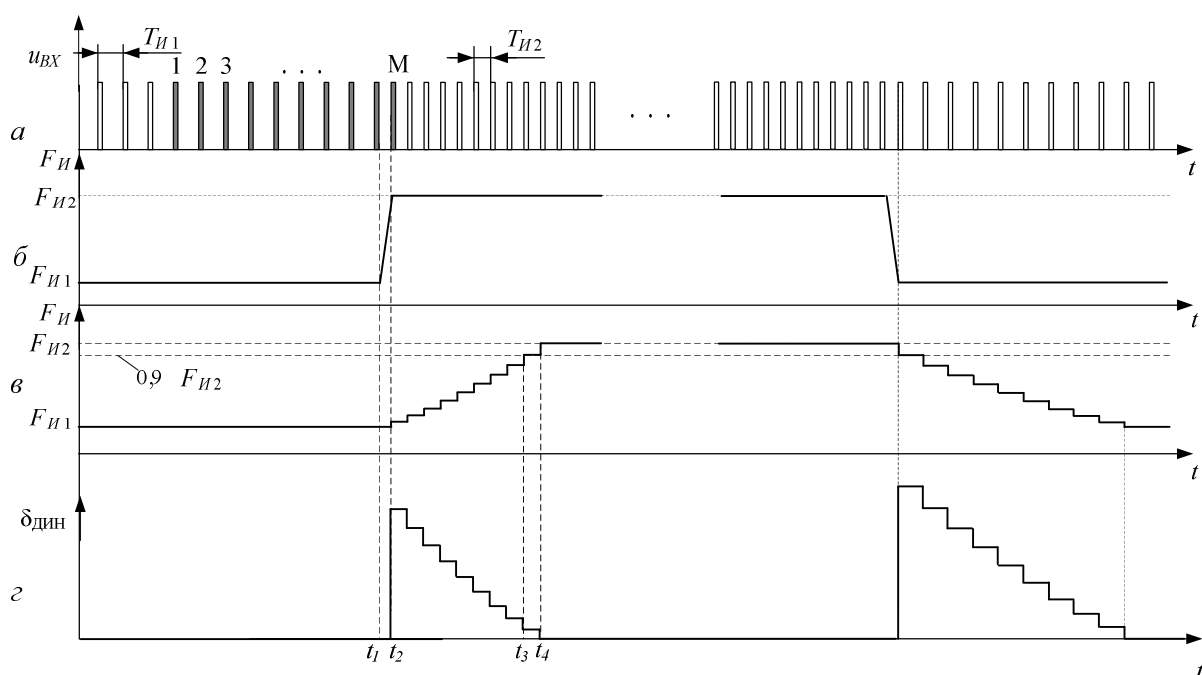 u_ВХ
T_И1
T_И2
1 2 3 . . . M
. . .
а
t
F_И
F_И2
б
F_И1
t
F_И
F_И2
0,9 F_И2
в
F_И1
t
δ_ДИН
г
t_1 t_2 t_3 t_4
t